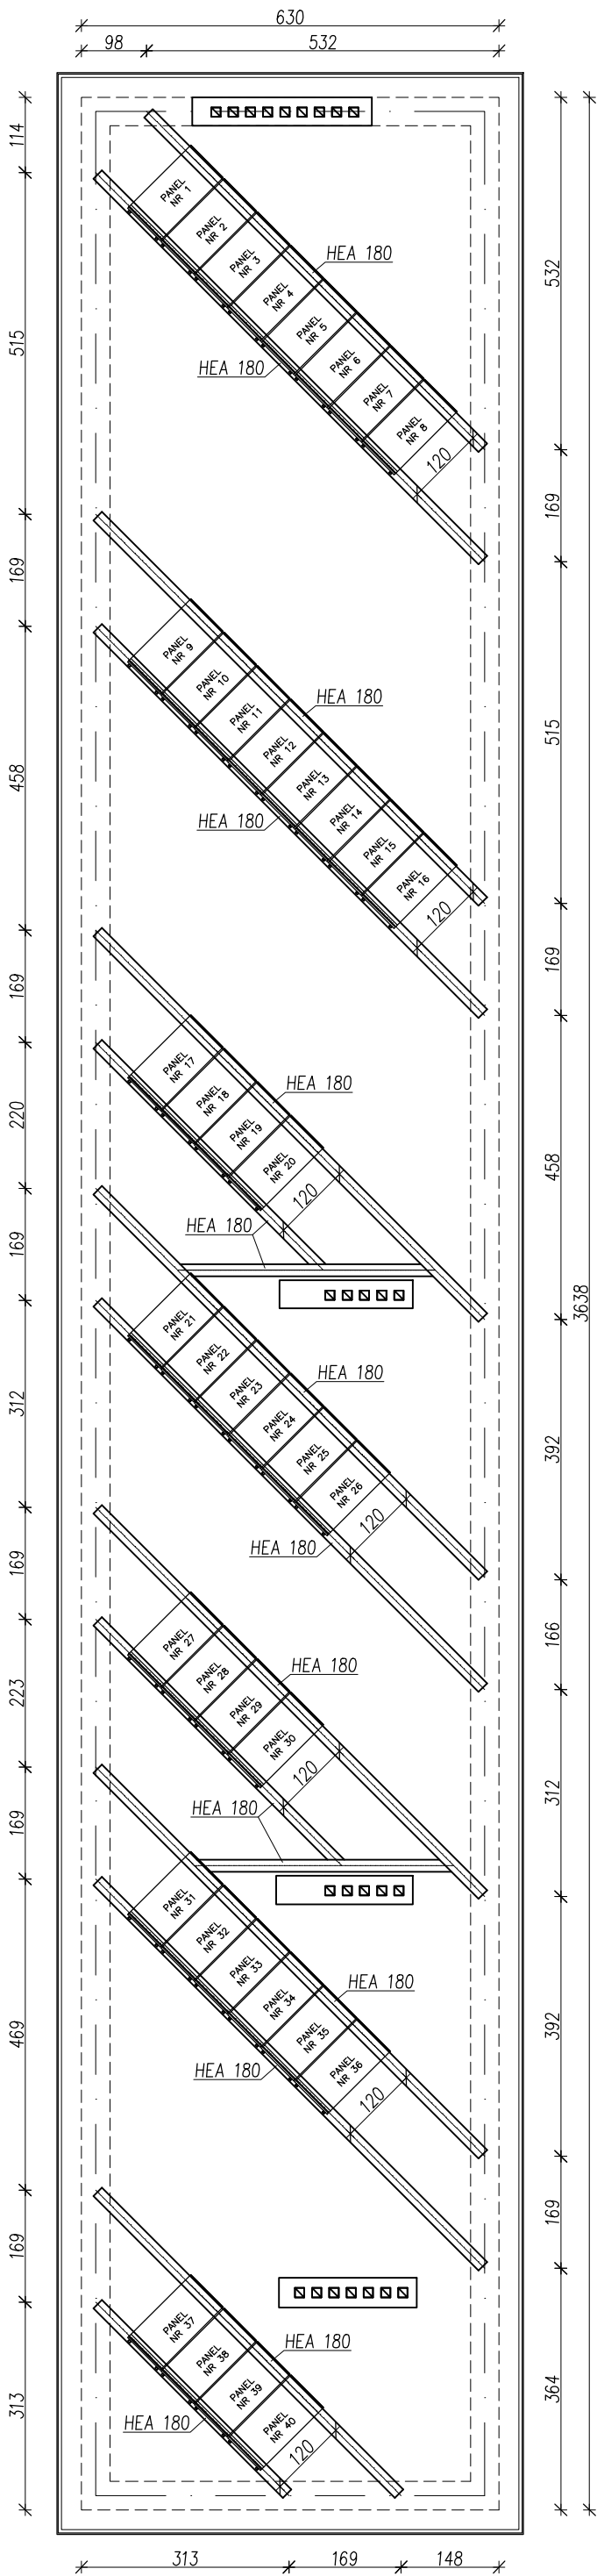 630
98 532
114
532
PANEL
NR 1
PANEL
NR 2
PANEL
NR 3
HEA 180
PANEL
NR 4
PANEL
NR 5
515
HEA 180
PANEL
NR 6
PANEL
NR 7
PANEL
NR 8
120
169
169
PANEL
NR 9
PANEL
NR 10
HEA 180
PANEL
NR 11
515
PANEL
NR 12
458
PANEL
NR 13
HEA 180
PANEL
NR 14
PANEL
NR 15
PANEL
NR 16
120
169
169
PANEL
NR 17
HEA 180
PANEL
NR 18
220
PANEL
NR 19
458
PANEL
NR 20
120
HEA 180
169
3638
PANEL
NR 21
PANEL
NR 22
HEA 180
PANEL
NR 23
312
PANEL
NR 24
392
PANEL
NR 25
PANEL
NR 26
120
HEA 180
169
166
PANEL
NR 27
HEA 180
PANEL
NR 28
223
PANEL
NR 29
PANEL
NR 30
120
312
HEA 180
169
PANEL
NR 31
PANEL
NR 32
PANEL
NR 33
HEA 180
PANEL
NR 34
469
392
PANEL
NR 35
HEA 180
PANEL
NR 36
120
169
169
PANEL
NR 37
HEA 180
PANEL
NR 38
313
364
PANEL
NR 39
HEA 180
PANEL
NR 40
120
313 169 148